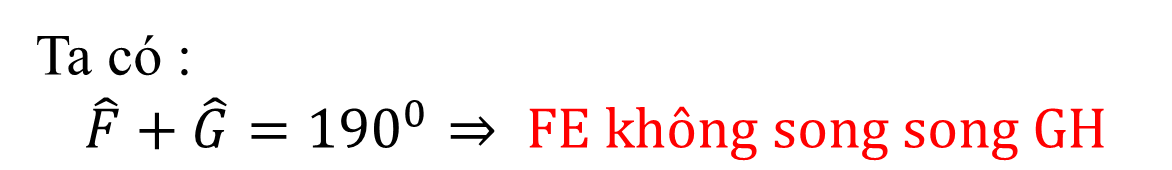 Ta có :
F̂ + Ĝ = 190⁰ ⇒ FE không song song GH